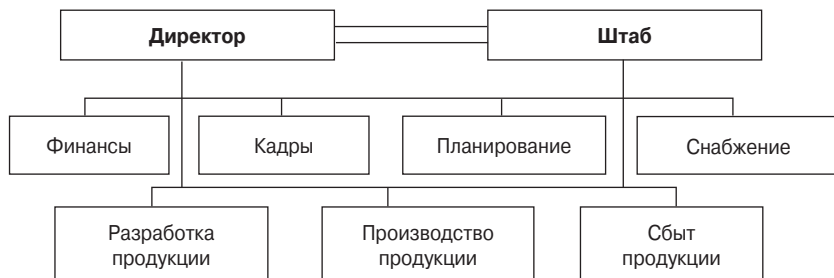 Директор
Штаб
Финансы
Кадры
Планирование
Снабжение
Разработка
продукции
Производство
продукции
Сбыт
продукции